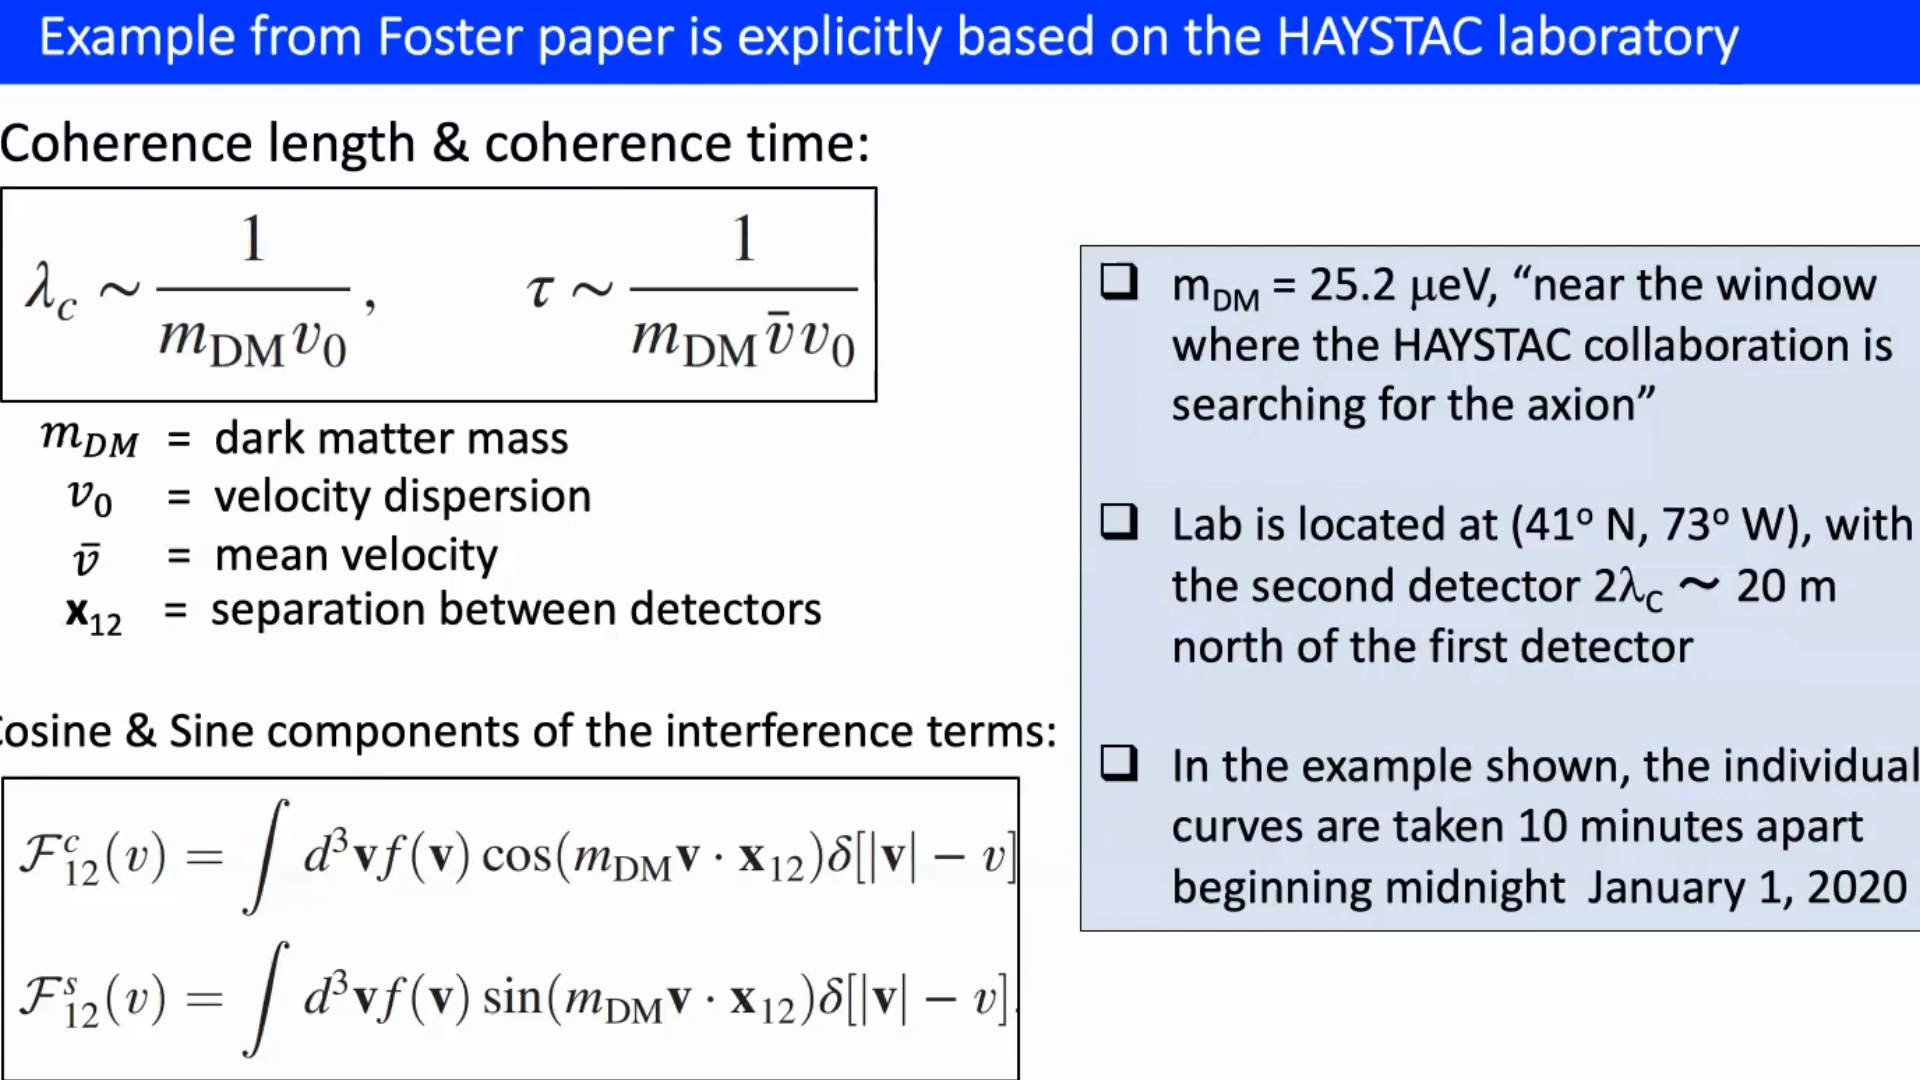 Example from Foster paper is explicitly based on the HAYSTAC laboratory
Coherence length & coherence time:
λ_c ∼ 1/(m_DM v_0), τ ∼ 1/(m_DM v̄ v_0)
m_DM = dark matter mass
v_0 = velocity dispersion
v̄ = mean velocity
x_12 = separation between detectors
osine & Sine components of the interference terms:
ℱ^c_12(v) = ∫ d³v f(v) cos(m_DM v · x_12) δ[|v| − v]
ℱ^s_12(v) = ∫ d³v f(v) sin(m_DM v · x_12) δ[|v| − v].
❑ m_DM = 25.2 μeV, “near the window
where the HAYSTAC collaboration is
searching for the axion”
❑ Lab is located at (41º N, 73º W), with
the second detector 2λ_C ~ 20 m
north of the first detector
❑ In the example shown, the individual
curves are taken 10 minutes apart
beginning midnight January 1, 2020